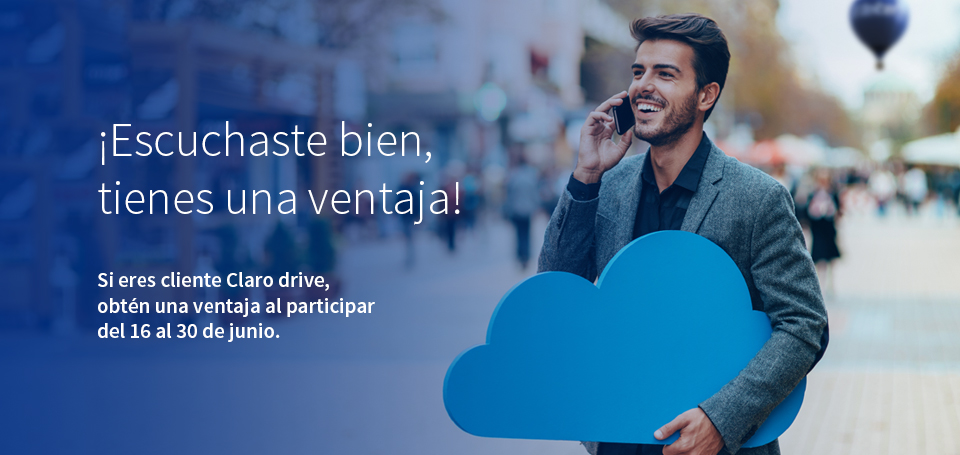 ¡Escuchaste bien,
tienes una ventaja!
Si eres cliente Claro drive,
obtén una ventaja al participar
del 16 al 30 de junio.